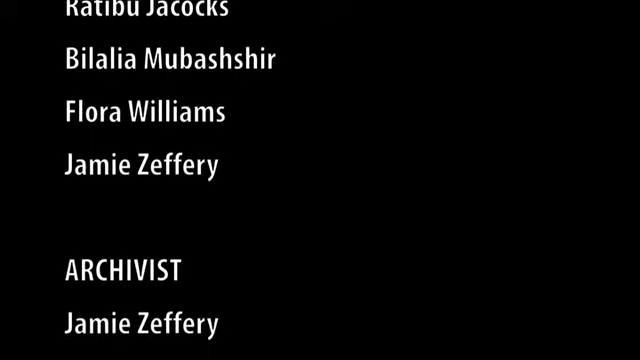 Ratibu Jacocks
Bilalia Mubashshir
Flora Williams
Jamie Zeffery
ARCHIVIST
Jamie Zeffery